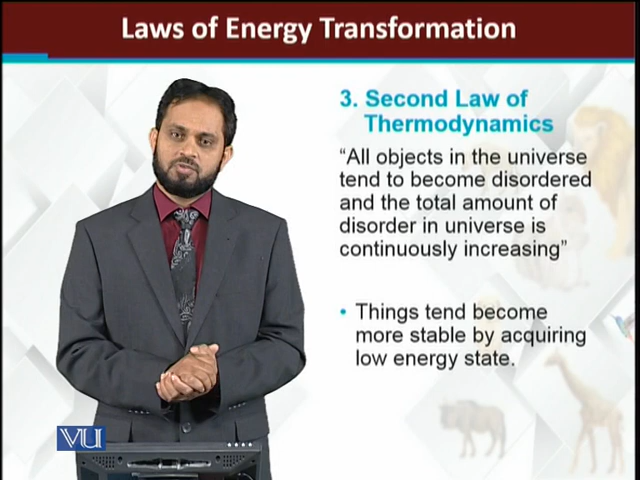 Laws of Energy Transformation
3. Second Law of
Thermodynamics
“All objects in the universe
tend to become disordered
and the total amount of
disorder in universe is
continuously increasing”
• Things tend become
more stable by acquiring
low energy state.
VU